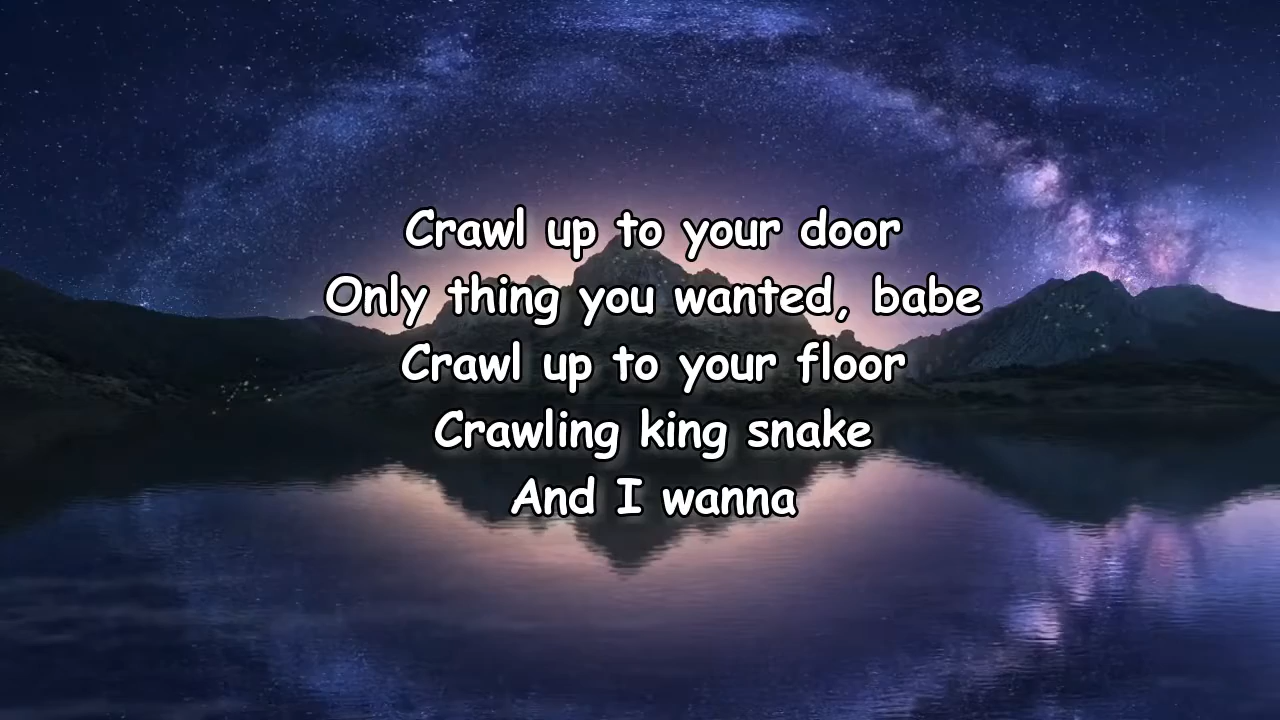 Crawl up to your door
Only thing you wanted, babe
Crawl up to your floor
Crawling king snake
And I wanna